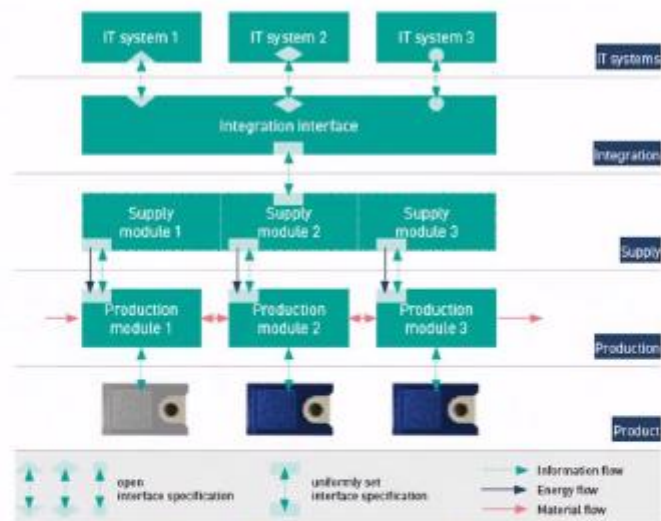 IT system 1
IT system 2
IT system 3
IT systems
Integration interface
Integration
Supply
module 1
Supply
module 2
Supply
module 3
Supply
Production
module 1
Production
module 2
Production
module 3
Production
Product
open
interface specification
uniformly set
interface specification
Information flow
Energy flow
Material flow